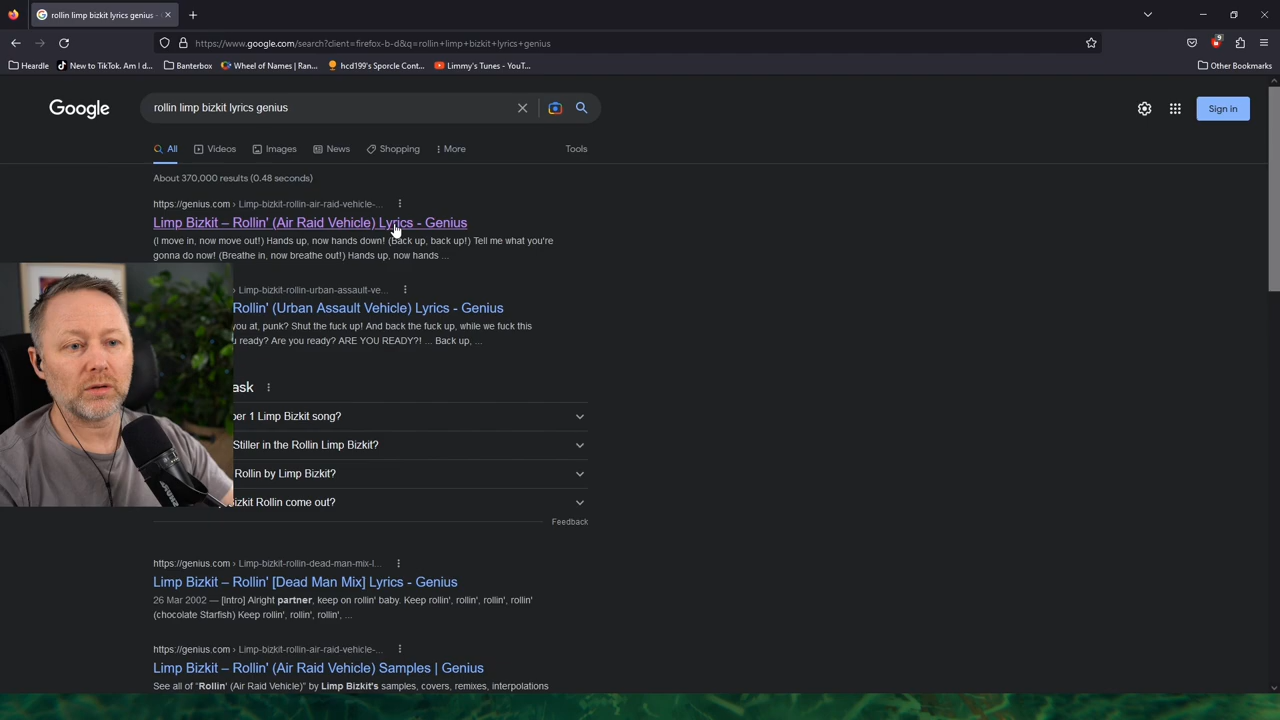 rollin limp bizkit lyrics genius -
https://www.google.com/search?client=firefox-b-d&q=rollin+limp+bizkit+lyrics+genius
9
Heardle
New to TikTok. Am I d...
Banterbox
Wheel of Names | Ran...
hcd199's Sporcle Cont...
Limmy's Tunes - YouT...
Other Bookmarks
Google
rollin limp bizkit lyrics genius
Sign in
All
Videos
Images
News
Shopping
More
Tools
About 370,000 results (0.48 seconds)
https://genius.com › Limp-bizkit-rollin-air-raid-vehicle-...
Limp Bizkit – Rollin' (Air Raid Vehicle) Lyrics - Genius
(I move in, now move out!) Hands up, now hands down! (Back up, back up!) Tell me what you're
gonna do now! (Breathe in, now breathe out!) Hands up, now hands ...
› Limp-bizkit-rollin-urban-assault-ve...
Rollin' (Urban Assault Vehicle) Lyrics - Genius
you at, punk? Shut the fuck up! And back the fuck up, while we fuck this
ready? Are you ready? ARE YOU READY?! ... Back up, ...
ask
1 Limp Bizkit song?
Stiller in the Rollin Limp Bizkit?
Rollin by Limp Bizkit?
Rollin come out?
Feedback
https://genius.com › Limp-bizkit-rollin-dead-man-mix-l...
Limp Bizkit – Rollin' [Dead Man Mix] Lyrics - Genius
26 Mar 2002 — [Intro] Alright partner, keep on rollin' baby. Keep rollin', rollin', rollin', rollin'
(chocolate Starfish) Keep rollin', rollin', rollin', ...
https://genius.com › Limp-bizkit-rollin-air-raid-vehicle-...
Limp Bizkit – Rollin' (Air Raid Vehicle) Samples | Genius
See all of “Rollin' (Air Raid Vehicle)” by Limp Bizkit's samples, covers, remixes, interpolations